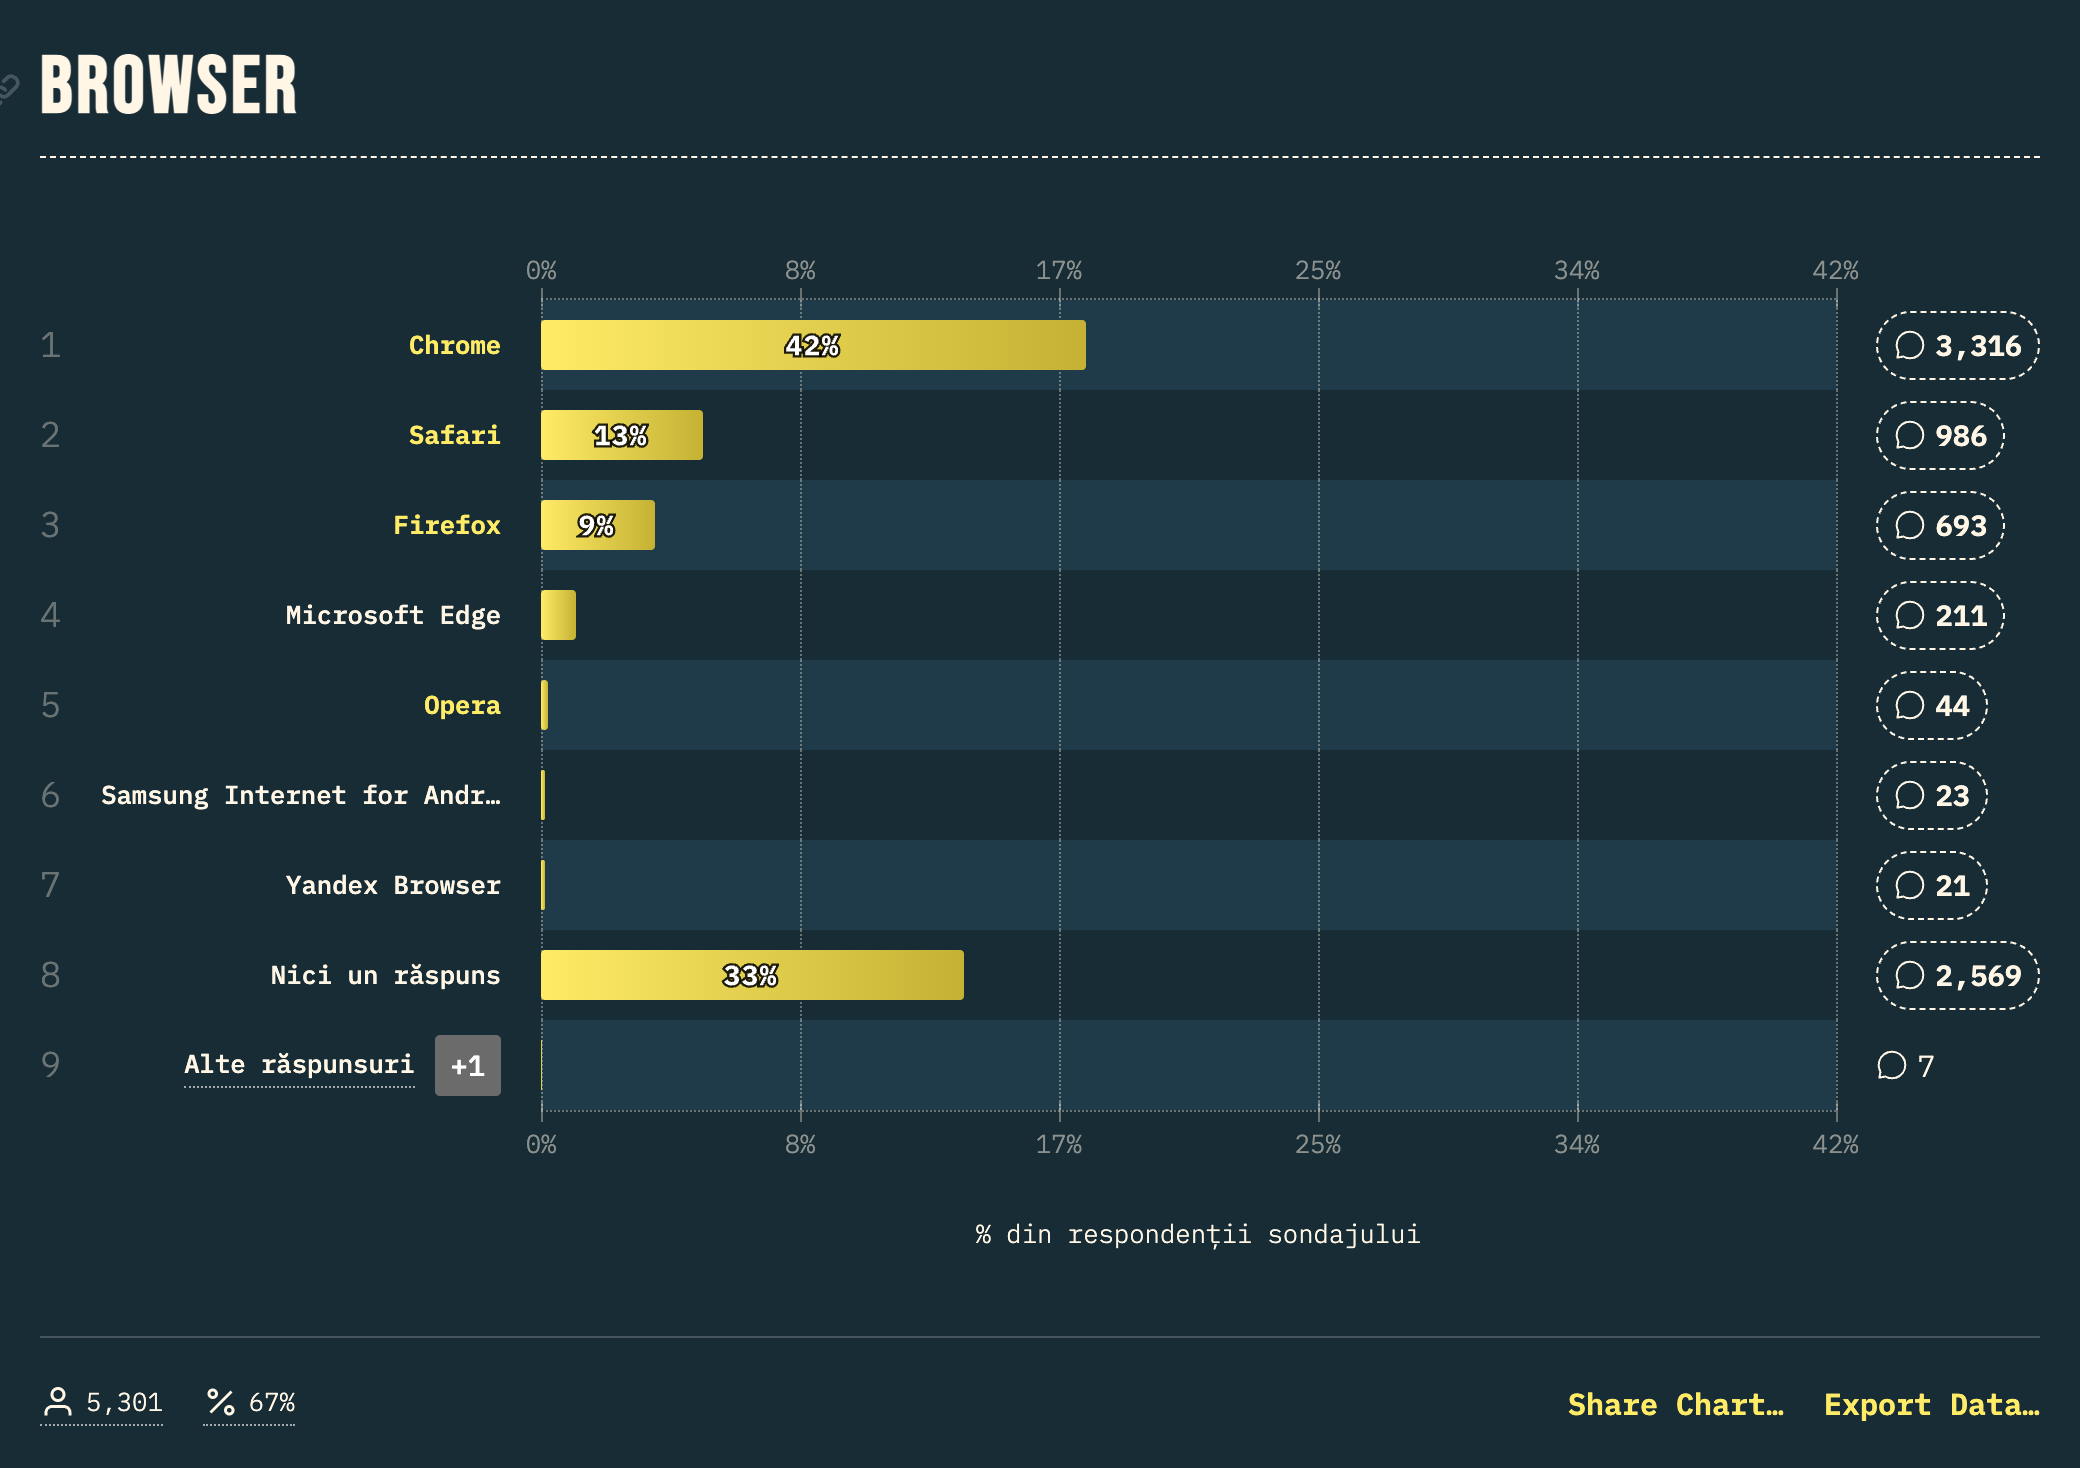 BROWSER
0% 8% 17% 25% 34% 42%
1 Chrome 42% 3,316
2 Safari 13% 986
3 Firefox 9% 693
4 Microsoft Edge 211
5 Opera 44
6 Samsung Internet for Andr… 23
7 Yandex Browser 21
8 Nici un răspuns 33% 2,569
9 Alte răspunsuri +1 7
0% 8% 17% 25% 34% 42%
% din respondenții sondajului
5,301 67% Share Chart… Export Data…